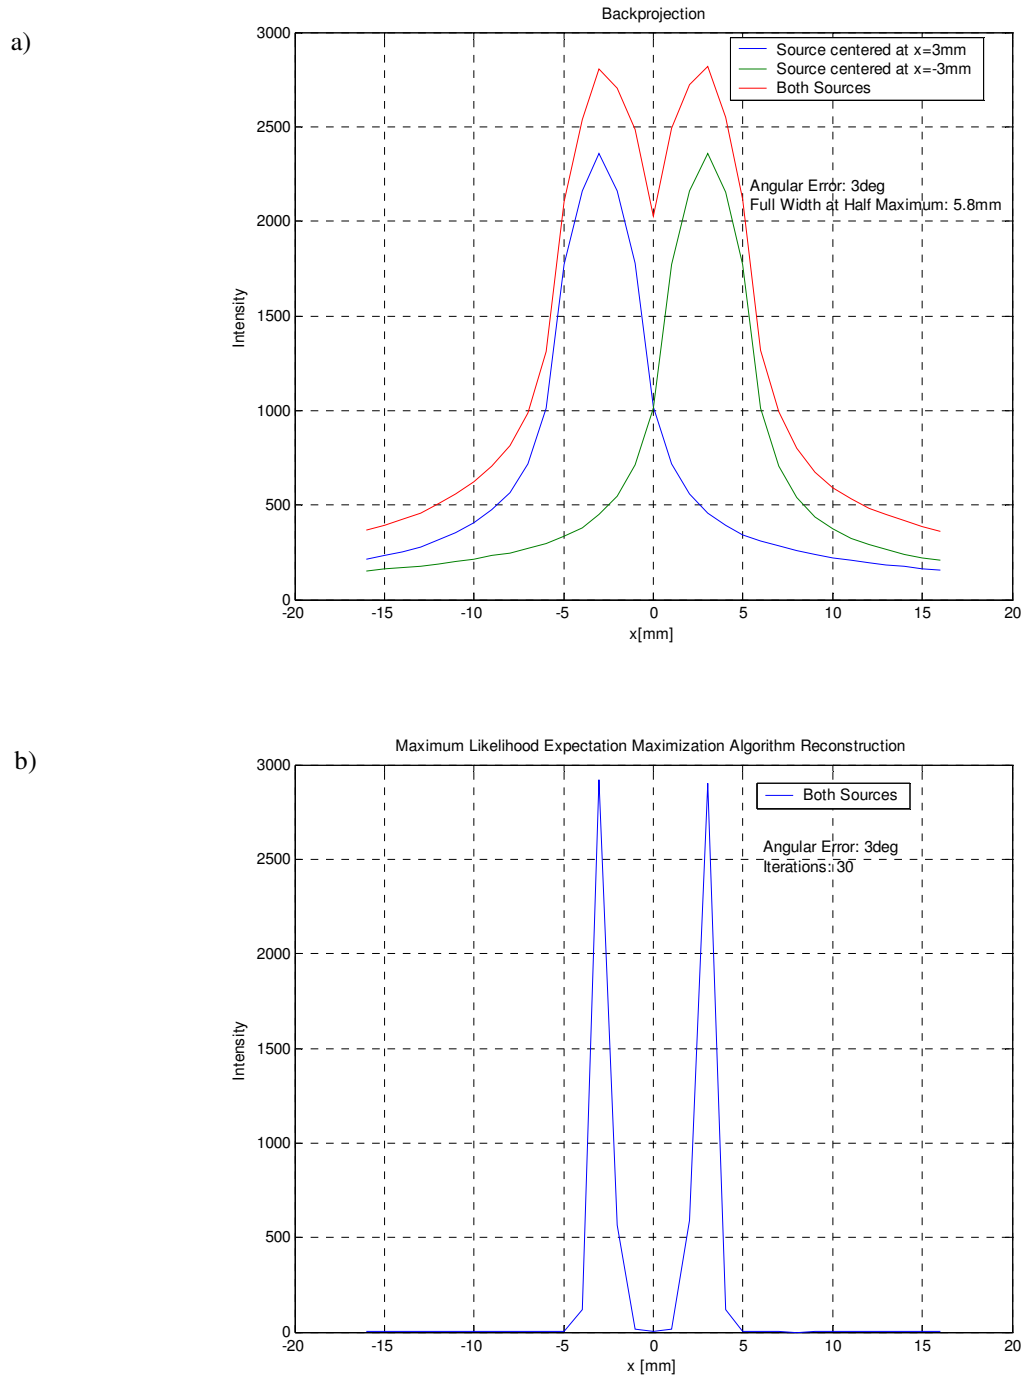 a)
Backprojection
3000
2500
2000
1500
1000
500
0
Intensity
Source centered at x=3mm
Source centered at x=-3mm
Both Sources
Angular Error: 3deg
Full Width at Half Maximum: 5.8mm
-20 -15 -10 -5 0 5 10 15 20
x[mm]
b)
Maximum Likelihood Expectation Maximization Algorithm Reconstruction
3000
2500
2000
1500
1000
500
0
Intensity
Both Sources
Angular Error: 3deg
Iterations: 30
-20 -15 -10 -5 0 5 10 15 20
x [mm]